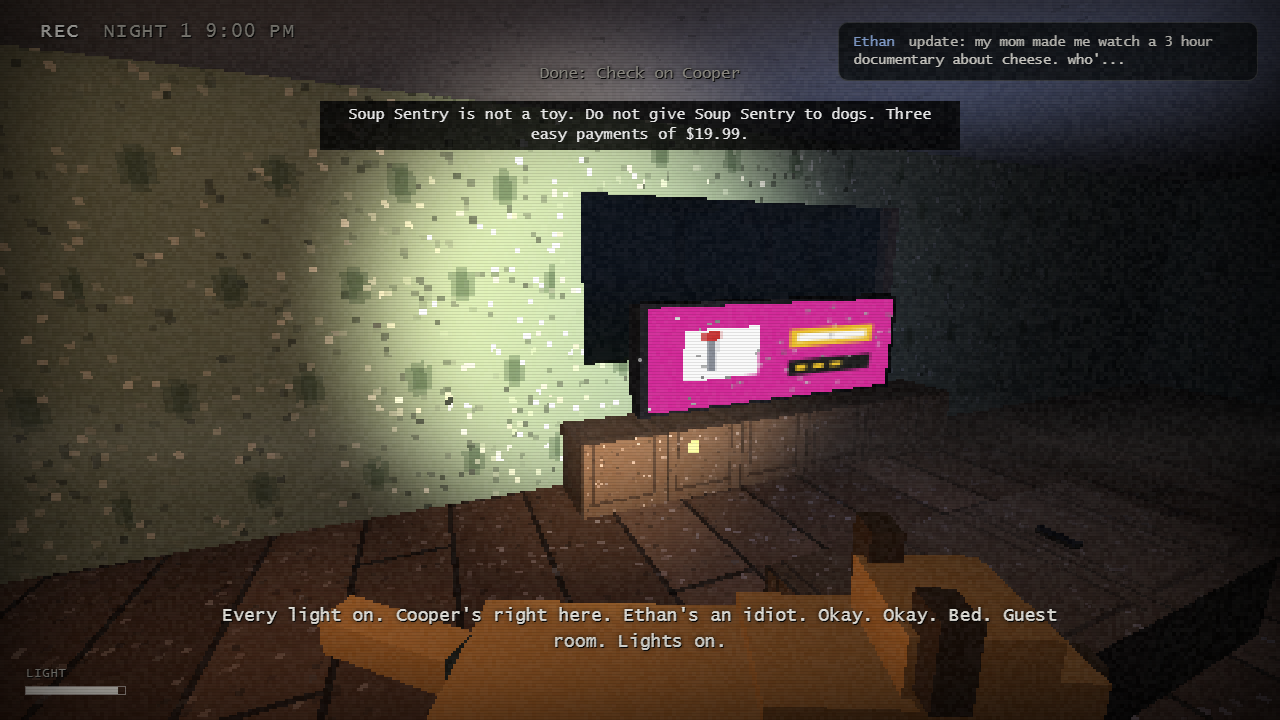 REC NIGHT 1 9:00 PM
Ethan update: my mom made me watch a 3 hour
documentary about cheese. who'...
Done: Check on Cooper
Soup Sentry is not a toy. Do not give Soup Sentry to dogs. Three
easy payments of $19.99.
Every light on. Cooper's right here. Ethan's an idiot. Okay. Okay. Bed. Guest
room. Lights on.
LIGHT